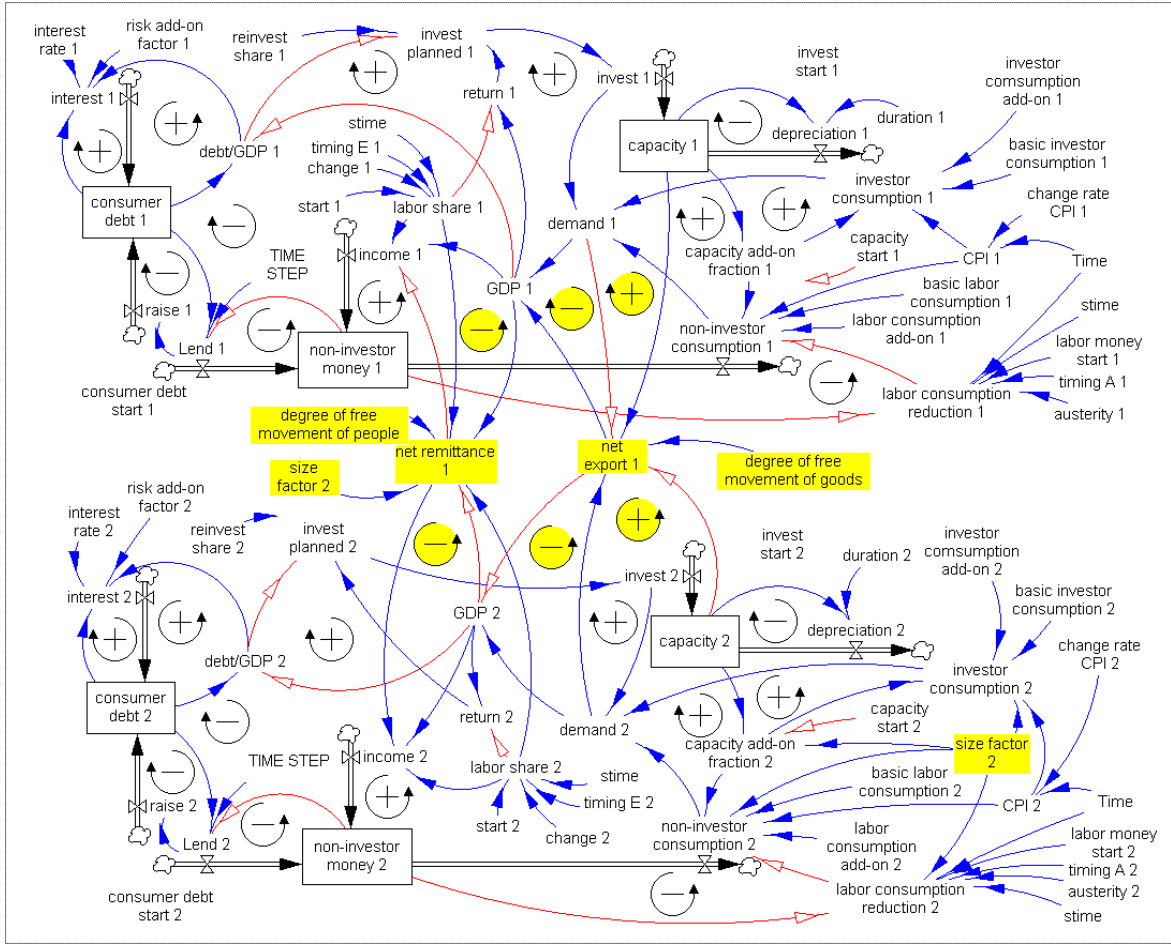 interest
rate 1
risk add-on
factor 1
reinvest
share 1
invest
planned 1
invest 1
invest
start 1
investor
comsumption
add-on 1
interest 1
return 1
depreciation 1
duration 1
stime
timing E 1
change 1
debt/GDP 1
capacity 1
basic investor
consumption 1
consumer
debt 1
start 1
labor share 1
demand 1
investor
consumption 1
change rate
CPI 1
TIME
STEP
income 1
GDP 1
capacity add-on
fraction 1
capacity
start 1
CPI 1
Time
raise 1
basic labor
consumption 1
stime
Lend 1
non-investor
money 1
non-investor
consumption 1
labor consumption
add-on 1
labor money
start 1
timing A 1
consumer debt
start 1
labor consumption
reduction 1
austerity 1
degree of free
movement of people
net remittance
1
net
export 1
degree of free
movement of goods
size
factor 2
risk add-on
factor 2
interest
rate 2
reinvest
share 2
invest
planned 2
invest
start 2
duration 2
investor
comsumption
add-on 2
interest 2
invest 2
basic investor
consumption 2
GDP 2
capacity 2
depreciation 2
debt/GDP 2
change rate
CPI 2
consumer
debt 2
investor
consumption 2
return 2
demand 2
capacity
start 2
capacity add-on
fraction 2
size factor
2
TIME STEP
income 2
labor share 2
stime
basic labor
consumption 2
raise 2
timing E 2
CPI 2
Time
start 2
change 2
Lend 2
non-investor
money 2
non-investor
consumption 2
labor
consumption
add-on 2
labor money
start 2
timing A 2
consumer debt
start 2
labor consumption
reduction 2
austerity 2
stime